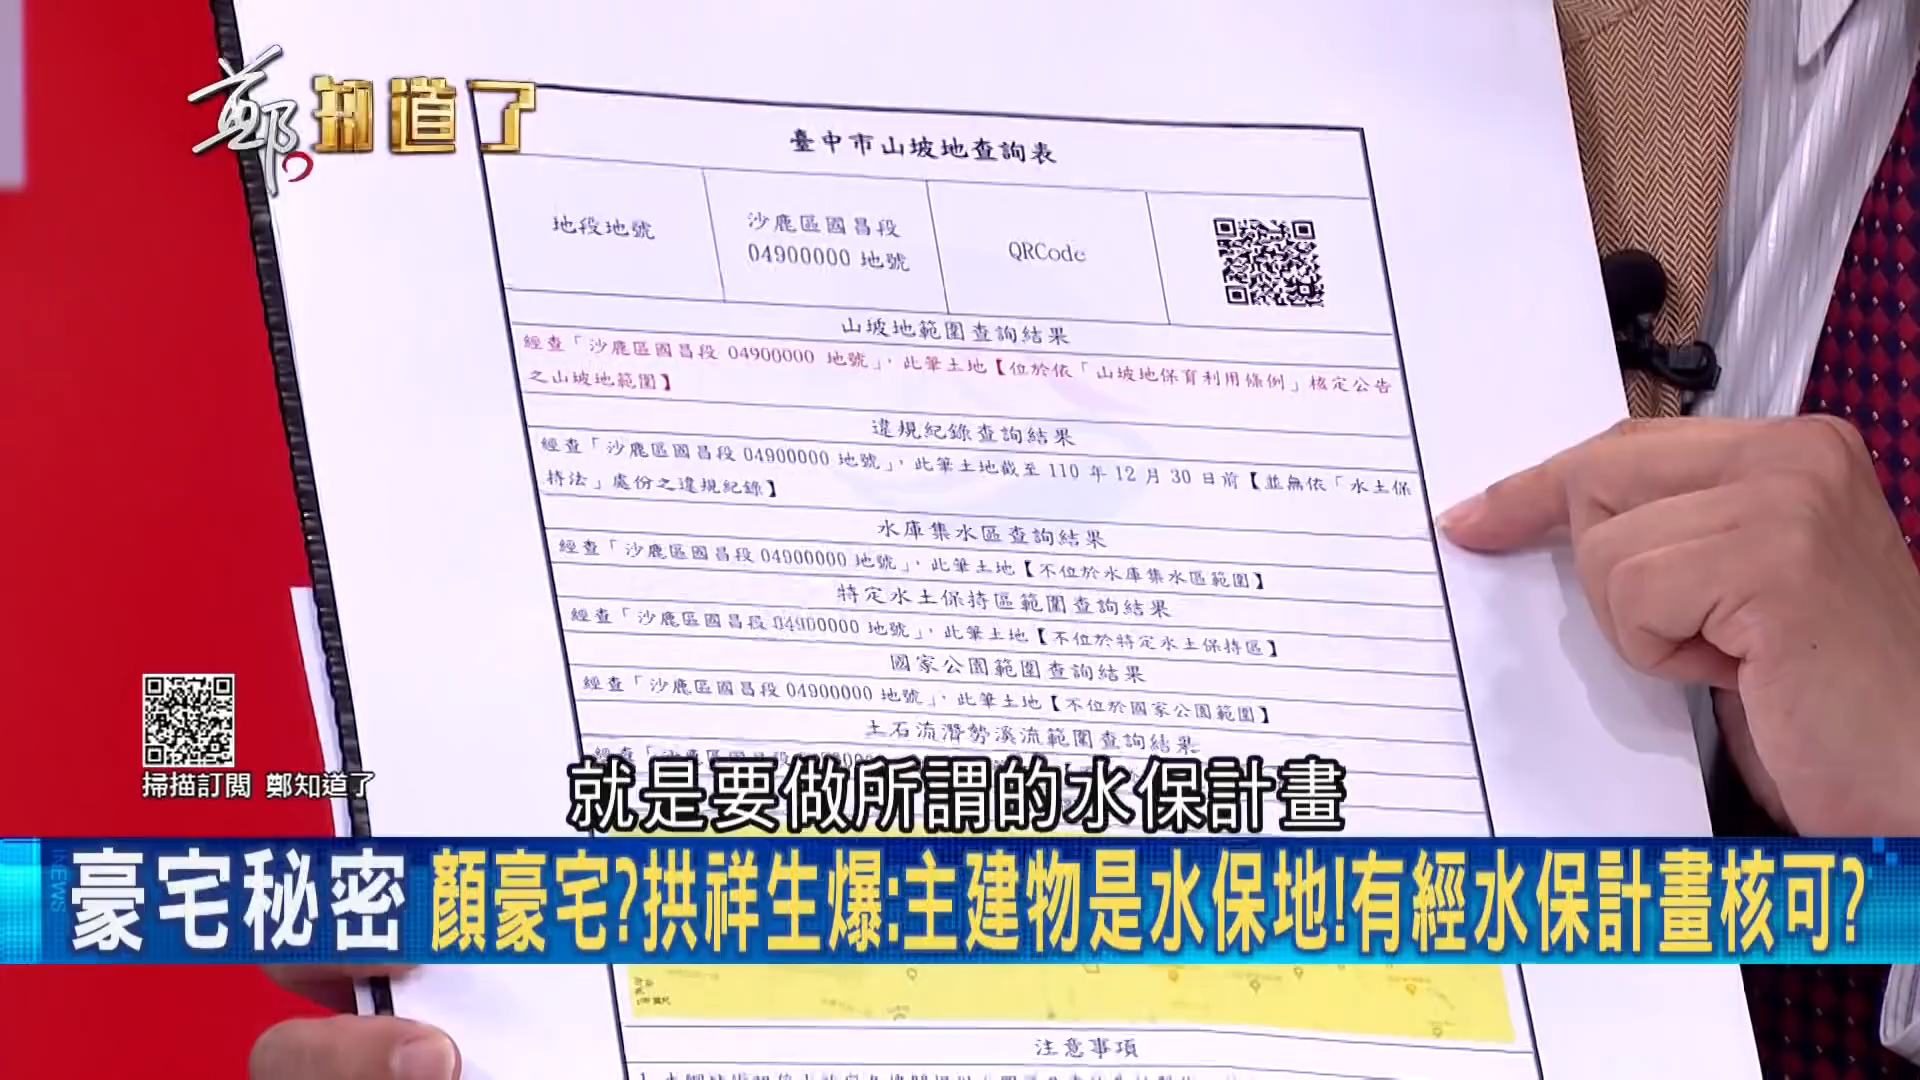 鄭知道了
臺中市山坡地查詢表
地段地號
沙鹿區國昌段
04900000 地號
QRCode
山坡地範圍查詢結果
經查「沙鹿區國昌段 04900000 地號」,此筆土地【位於依「山坡地保育利用條例」核定公告
之山坡地範圍】
違規紀錄查詢結果
經查「沙鹿區國昌段 04900000 地號」,此筆土地截至 110 年 12 月 30 日前【並無依「水土保
持法」處份之違規紀錄】
水庫集水區查詢結果
經查「沙鹿區國昌段 04900000 地號」,此筆土地【不位於水庫集水區範圍】
特定水土保持區範圍查詢結果
經查「沙鹿區國昌段 04900000 地號」,此筆土地【不位於特定水土保持區】
國家公園範圍查詢結果
經查「沙鹿區國昌段 04900000 地號」,此筆土地【不位於國家公園範圍】
土石流潛勢溪流範圍查詢結果
經查「沙鹿區國昌段
掃描訂閱 鄭知道了
就是要做所謂的水保計畫
INEWS
豪宅秘密
顏豪宅?拱祥生爆:主建物是水保地!有經水保計畫核可?
注意事項